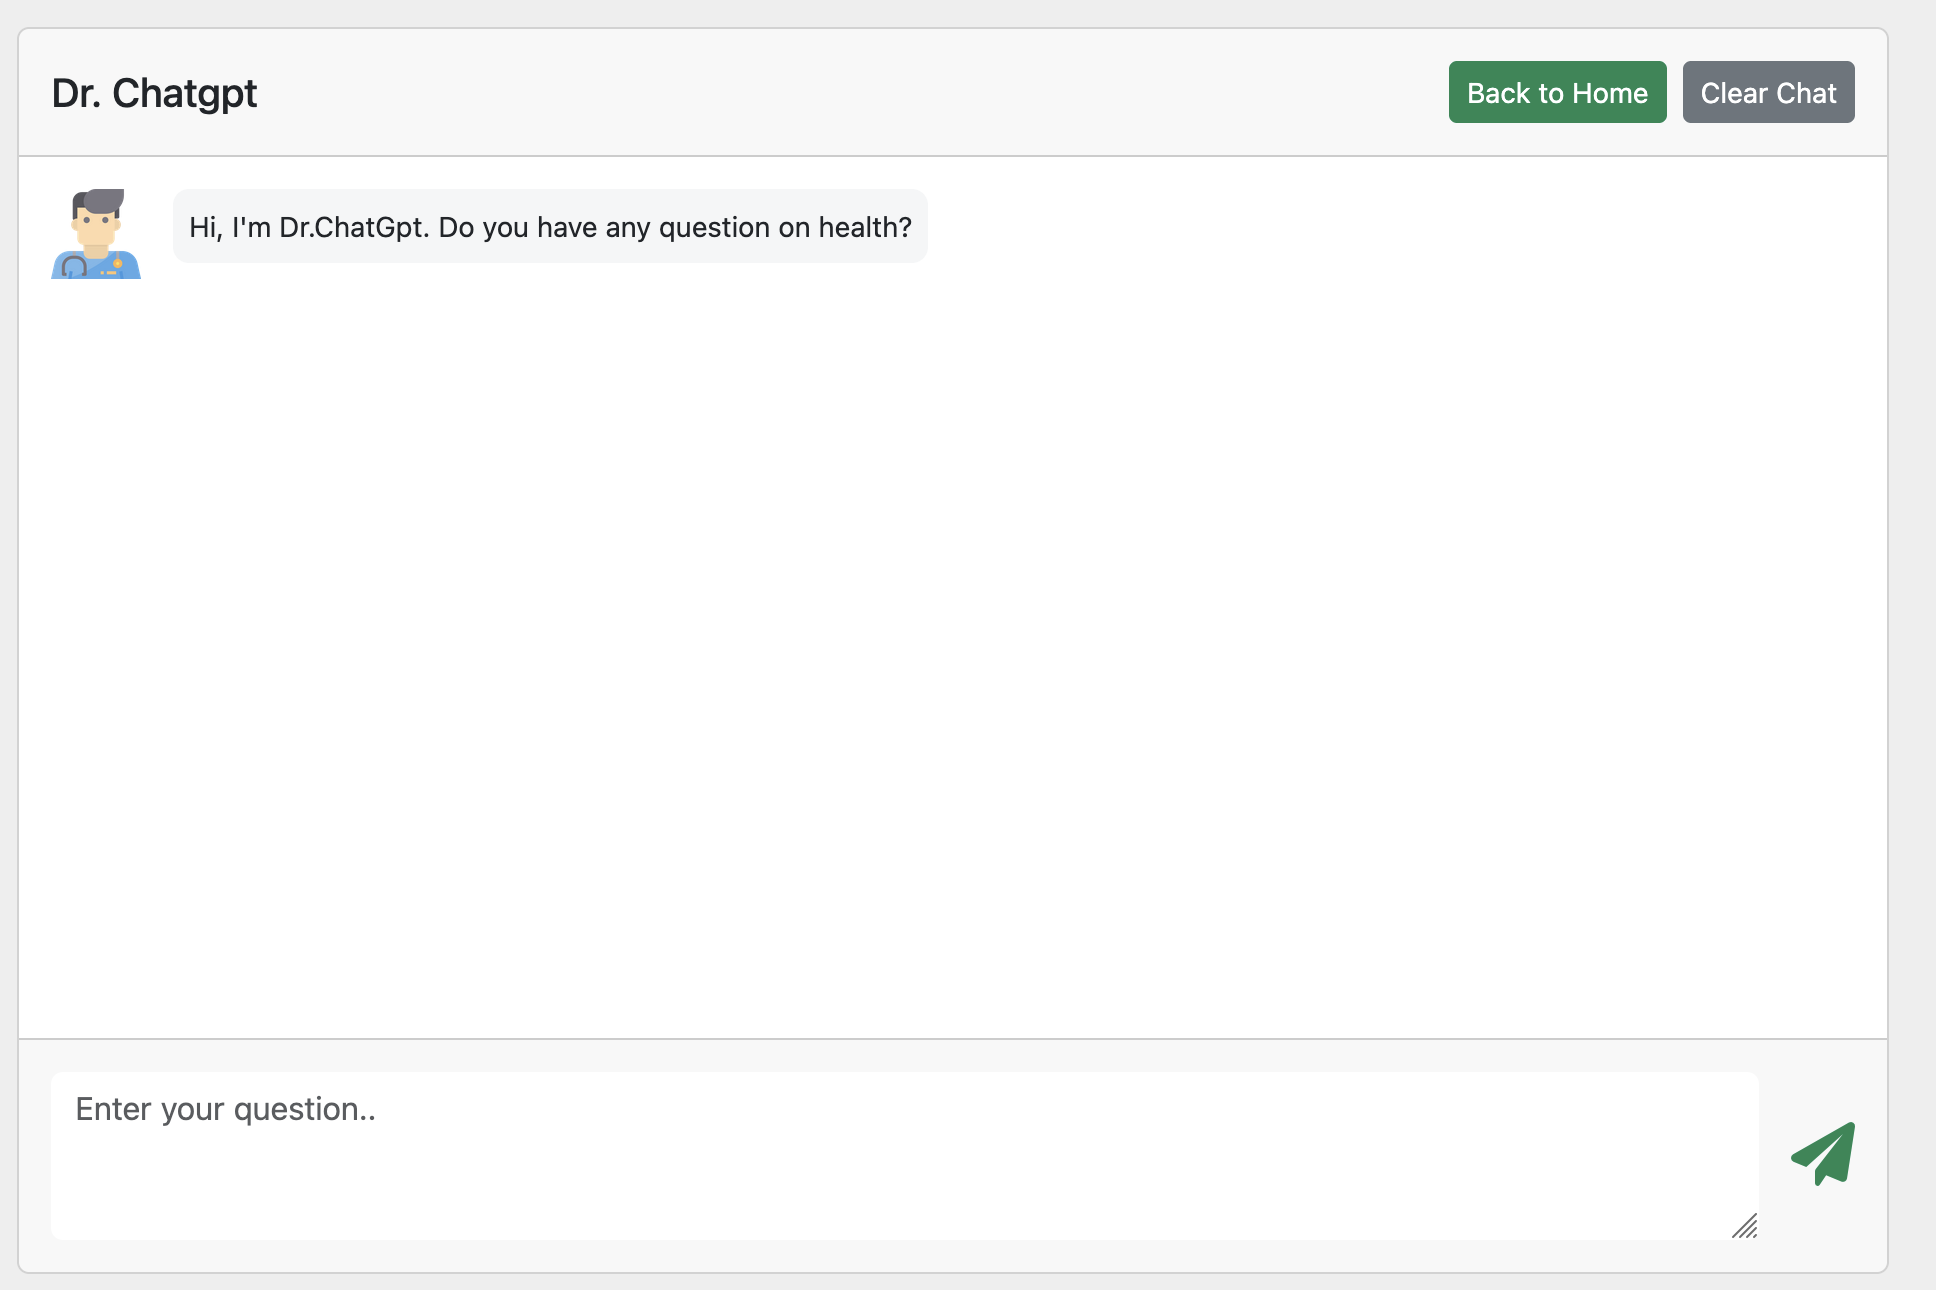 Dr. Chatgpt
Back to Home
Clear Chat
Hi, I'm Dr.ChatGpt. Do you have any question on health?
Enter your question..